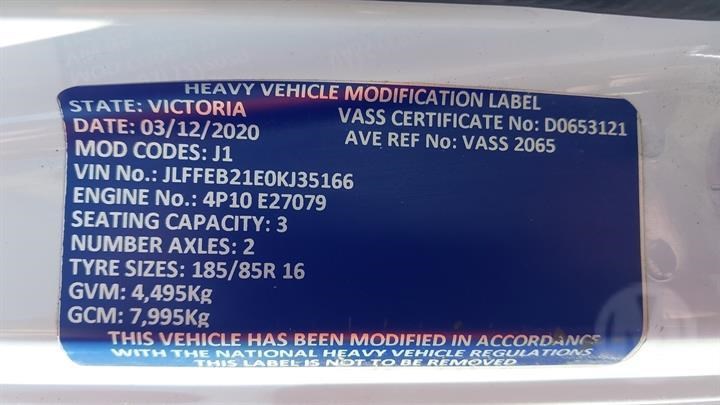 HEAVY VEHICLE MODIFICATION LABEL
STATE: VICTORIA
VASS CERTIFICATE No: D0653121
DATE: 03/12/2020
AVE REF No: VASS 2065
MOD CODES: J1
VIN No.: JLFFEB21E0KJ35166
ENGINE No.: 4P10 E27079
SEATING CAPACITY: 3
NUMBER AXLES: 2
TYRE SIZES: 185/85R 16
GVM: 4,495Kg
GCM: 7,995Kg
THIS VEHICLE HAS BEEN MODIFIED IN ACCORDANCE
WITH THE NATIONAL HEAVY VEHICLE REGULATIONS
THIS LABEL IS NOT TO BE REMOVED